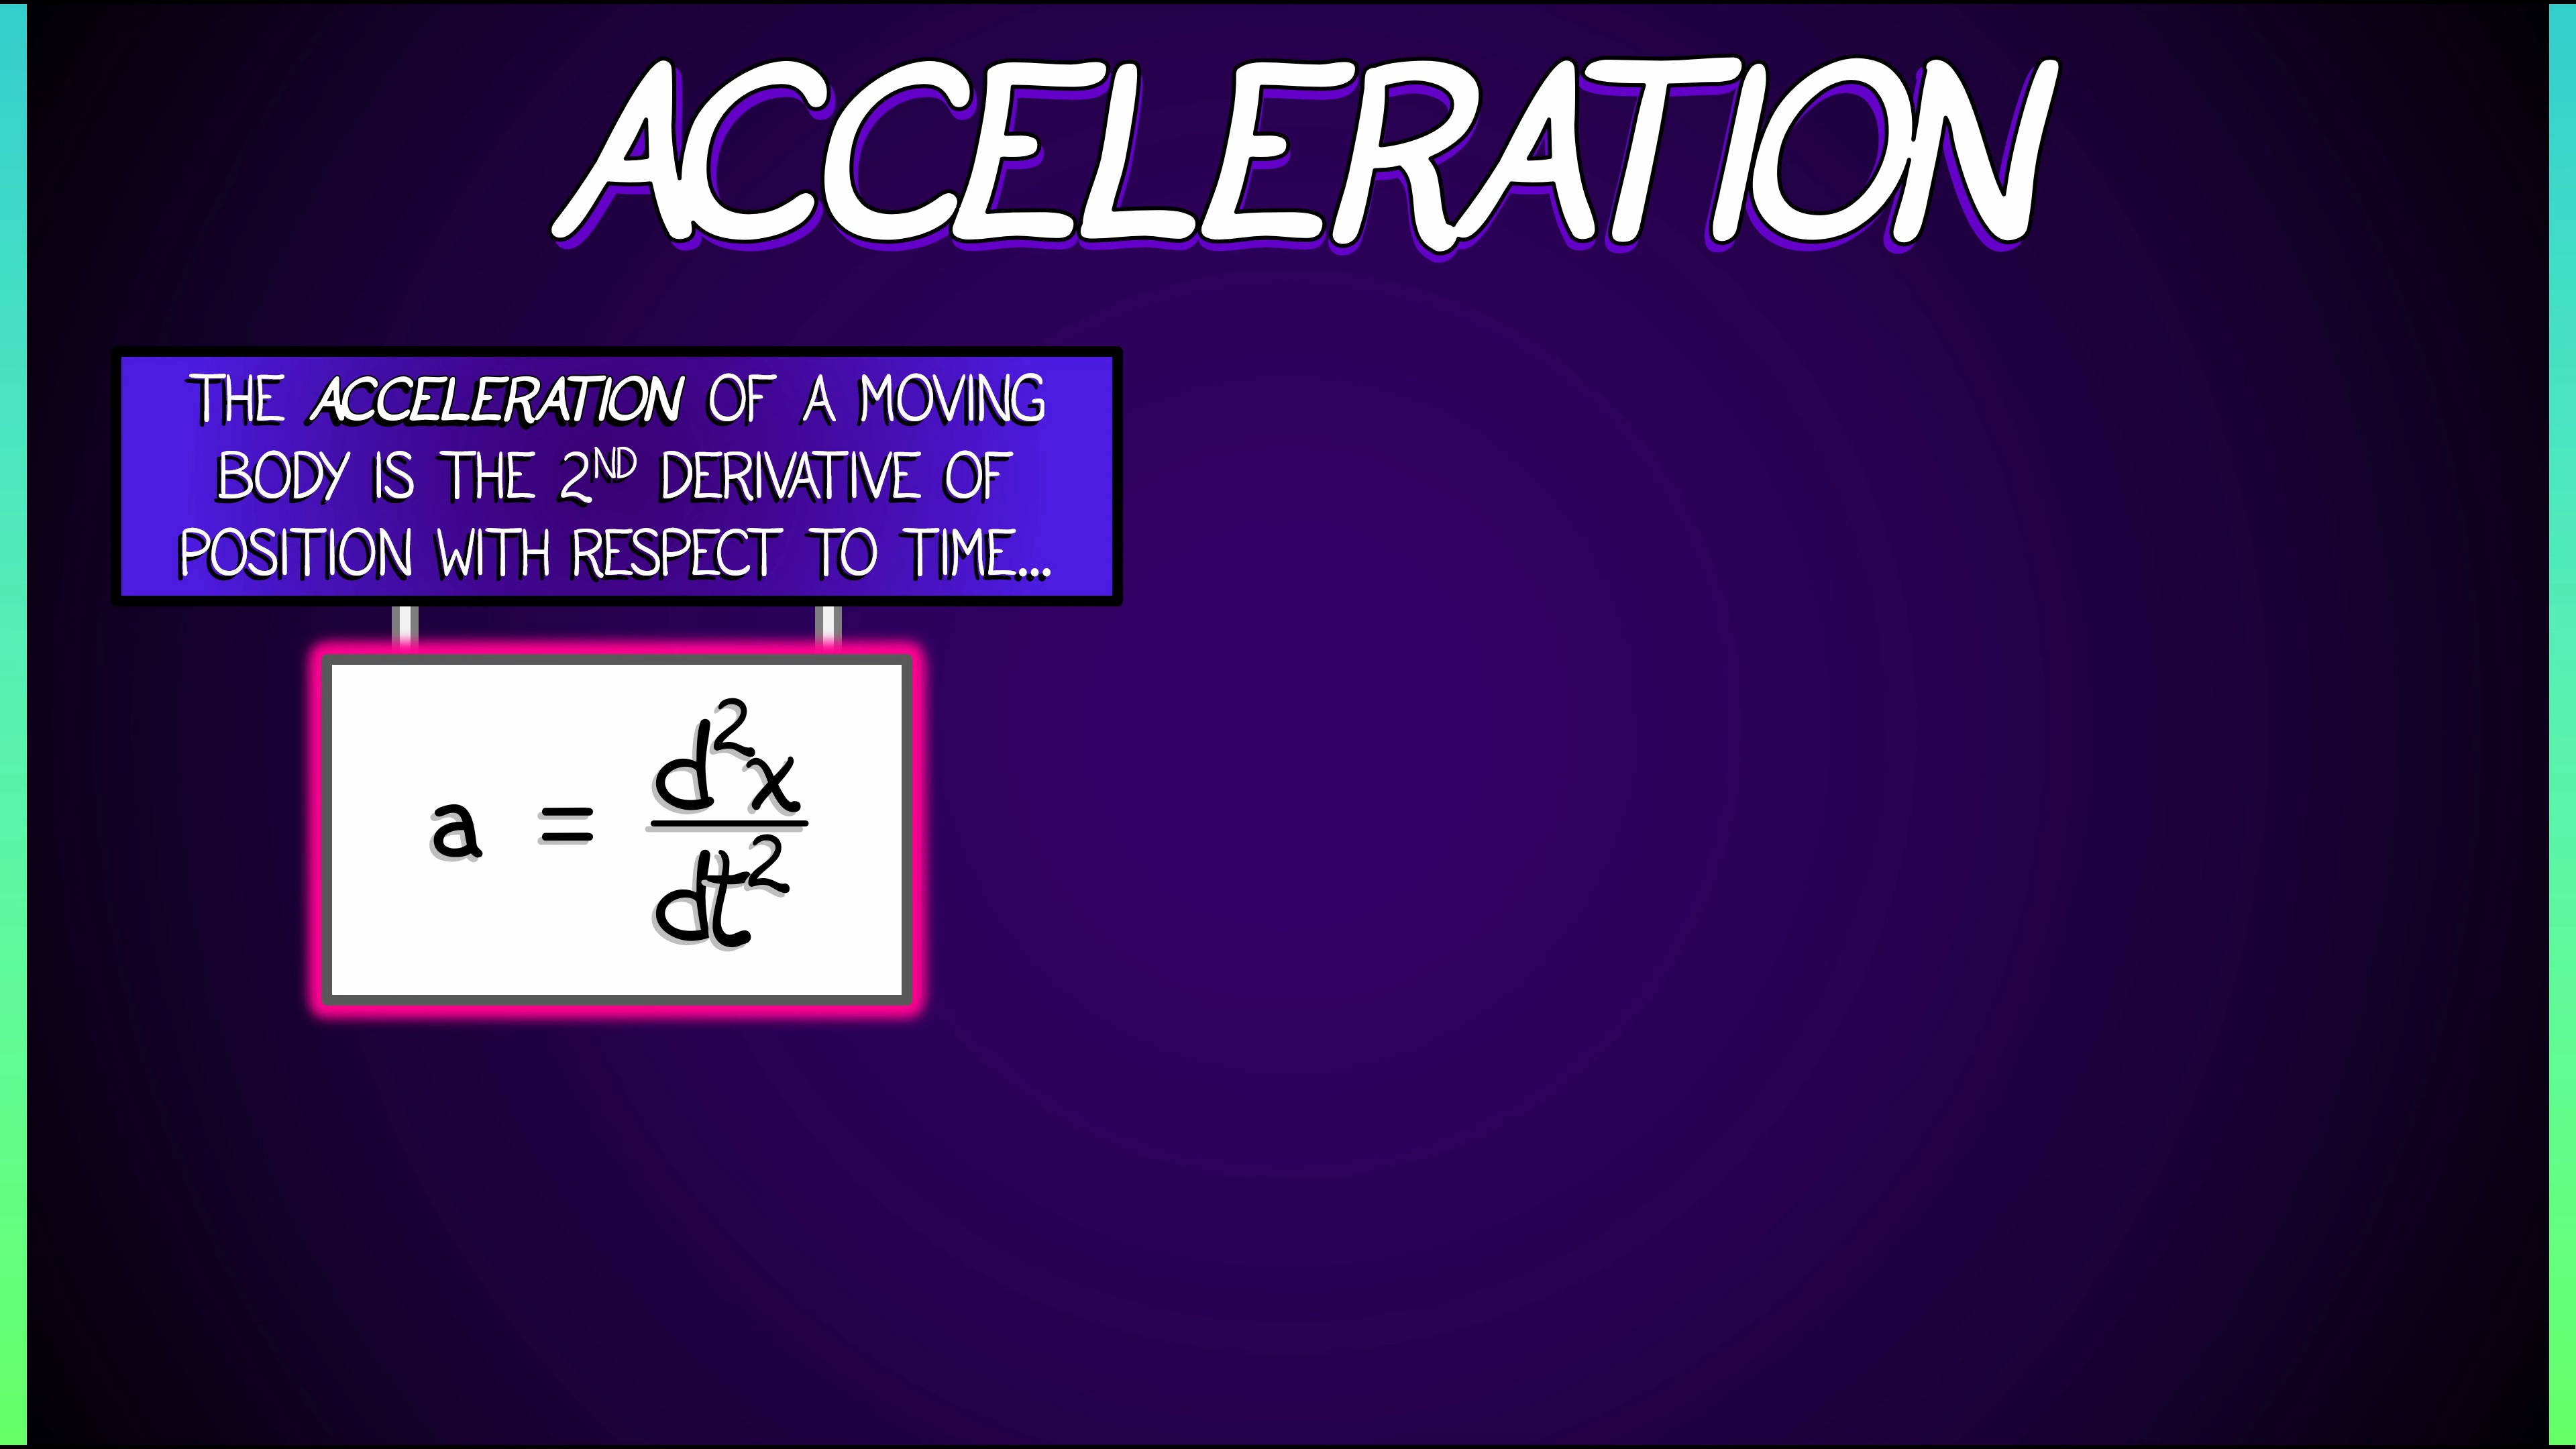 ACCELERATION
THE ACCELERATION OF A MOVING
BODY IS THE 2ND DERIVATIVE OF
POSITION WITH RESPECT TO TIME...
a = d²x / dt²